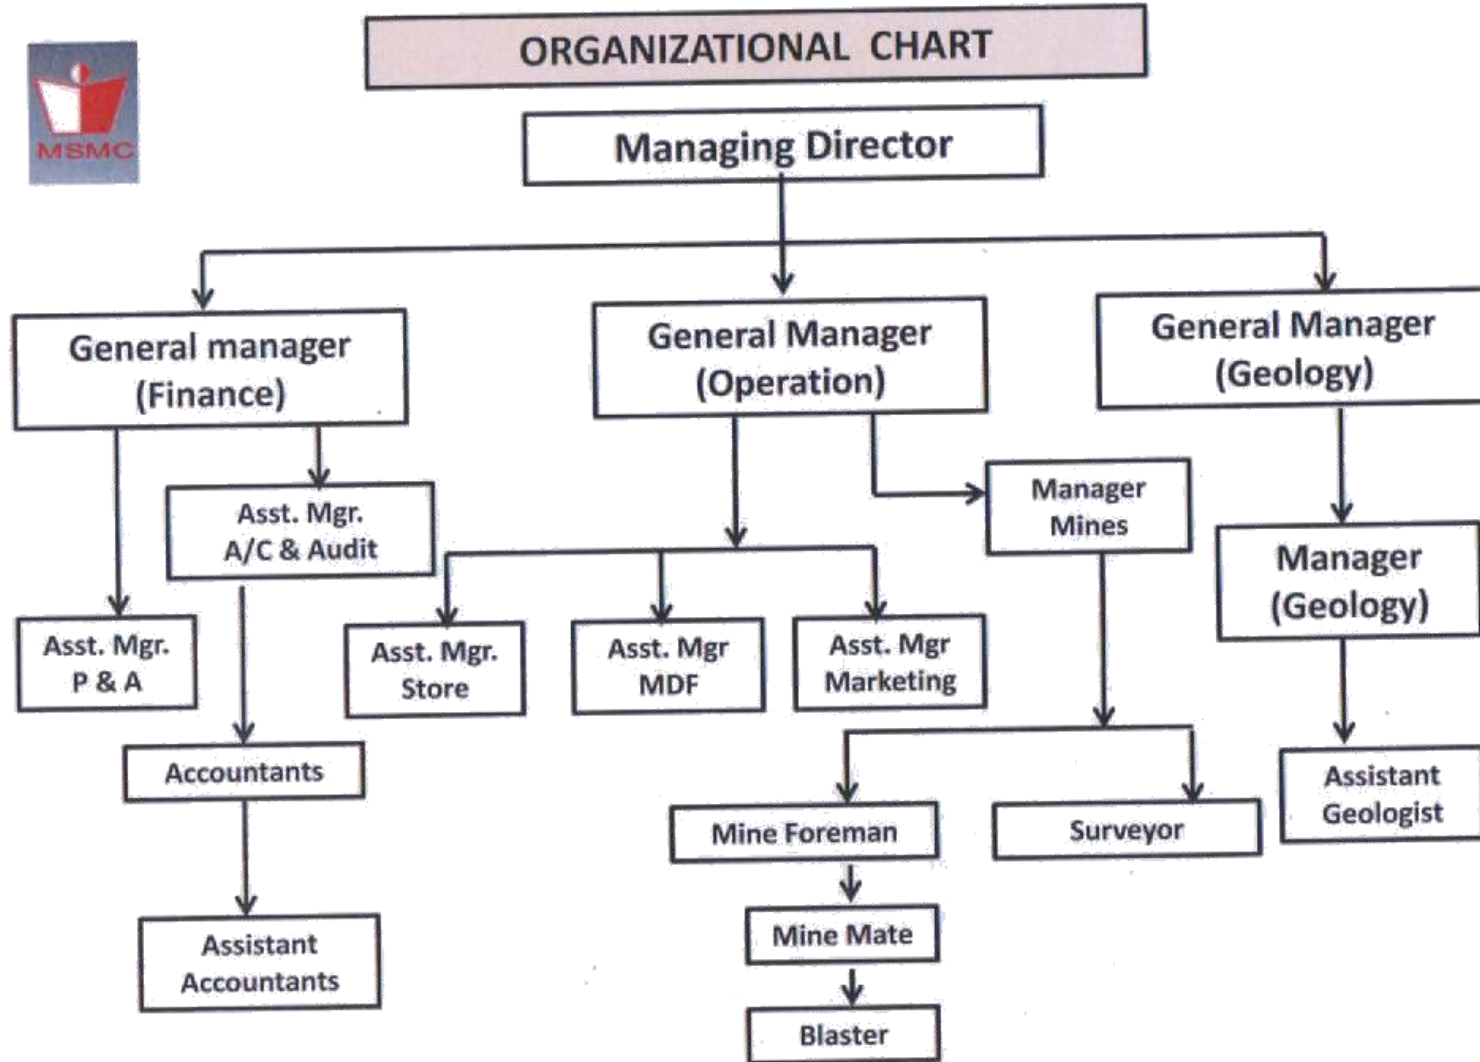 ORGANIZATIONAL CHART
MSMC
Managing Director
General manager
(Finance)
General Manager
(Operation)
General Manager
(Geology)
Asst. Mgr.
A/C & Audit
Manager
Mines
Manager
(Geology)
Asst. Mgr.
P & A
Asst. Mgr.
Store
Asst. Mgr
MDF
Asst. Mgr
Marketing
Accountants
Mine Foreman
Surveyor
Assistant
Geologist
Assistant
Accountants
Mine Mate
Blaster